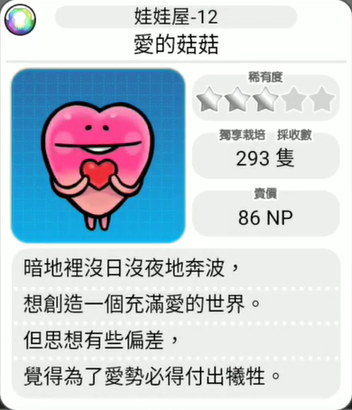 娃娃屋-12
愛的菇菇
稀有度
獨享栽培 採收數
293 隻
賣價
86 NP
暗地裡沒日沒夜地奔波，
想創造一個充滿愛的世界。
但思想有些偏差，
覺得為了愛勢必得付出犧牲。